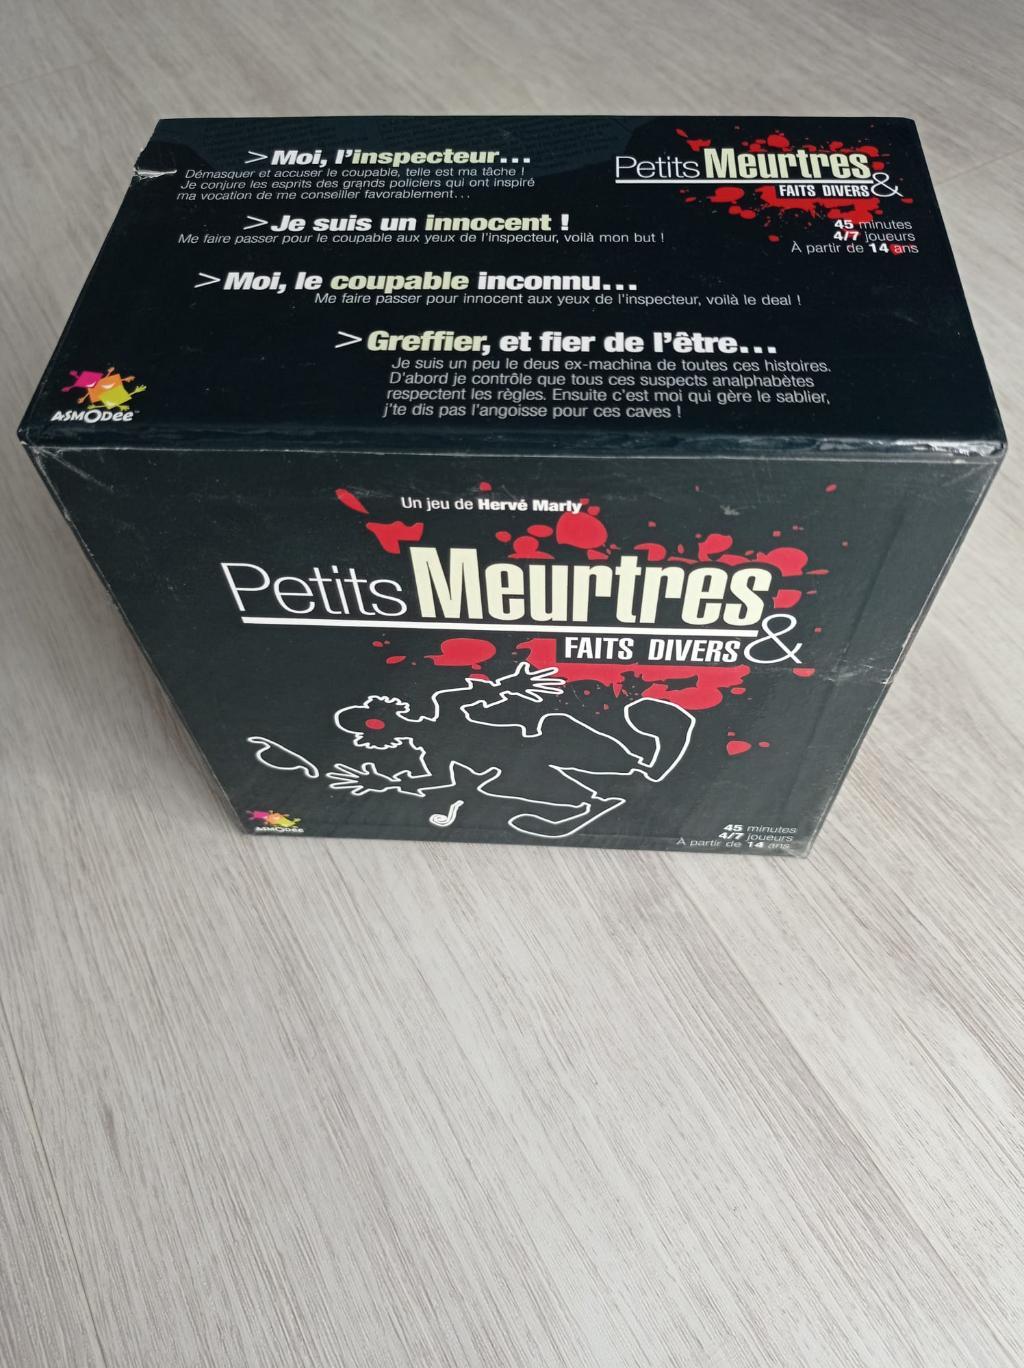 > Moi, l'inspecteur...
Démasquer et accuser le coupable, telle est ma tâche !
Je conjure les esprits des grands policiers qui ont inspiré
ma vocation de me conseiller favorablement...
> Je suis un innocent !
Me faire passer pour le coupable aux yeux de l'inspecteur, voilà mon but !
> Moi, le coupable inconnu...
Me faire passer pour innocent aux yeux de l'inspecteur, voilà le deal !
> Greffier, et fier de l'être...
Je suis un peu le deus ex-machina de toutes ces histoires.
D'abord je contrôle que tous ces suspects analphabètes
respectent les règles. Ensuite c'est moi qui gère le sablier,
j'te dis pas l'angoisse pour ces caves !
Petits Meurtres
& FAITS DIVERS
45 minutes
4/7 joueurs
À partir de 14 ans
ASMODee
Un jeu de Hervé Marly
Petits Meurtres
& FAITS DIVERS
ASMODee
45 minutes
4/7 joueurs
À partir de 14 ans